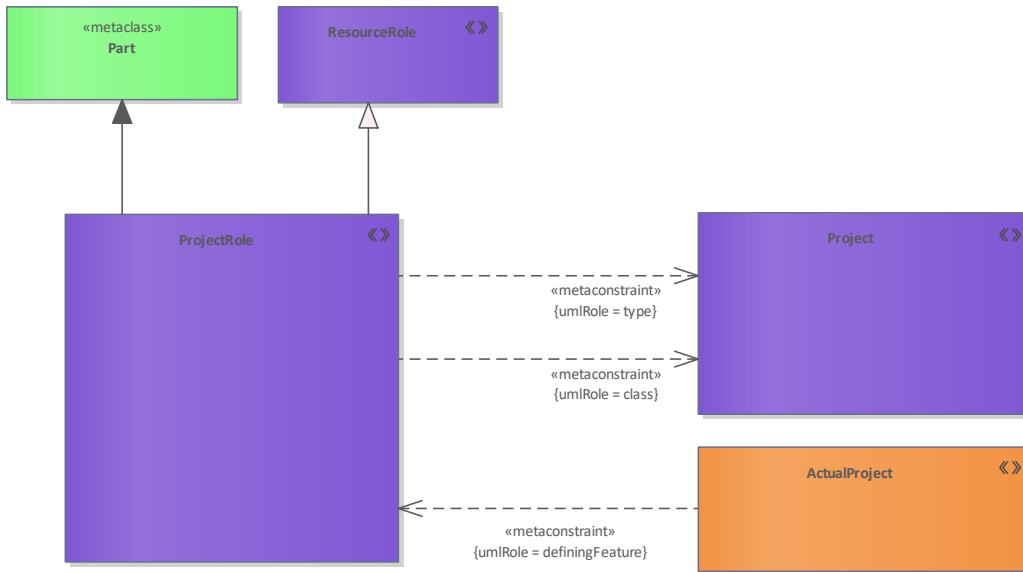 «metaclass»
Part
ResourceRole
«»
ProjectRole
«»
Project
«»
«metaconstraint»
{umlRole = type}
«metaconstraint»
{umlRole = class}
ActualProject
«»
«metaconstraint»
{umlRole = definingFeature}